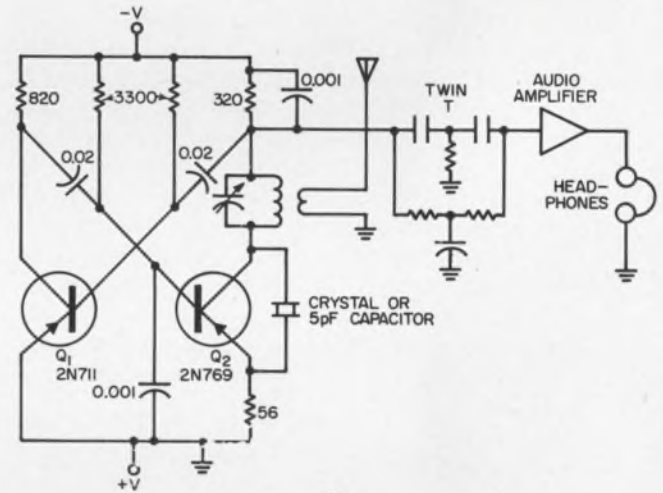 -V
820
3300
320
0.001
0.02
0.02
TWIN
T
AUDIO
AMPLIFIER
HEAD-
PHONES
CRYSTAL OR
5pF CAPACITOR
Q1
2N711
0.001
Q2
2N769
56
+V